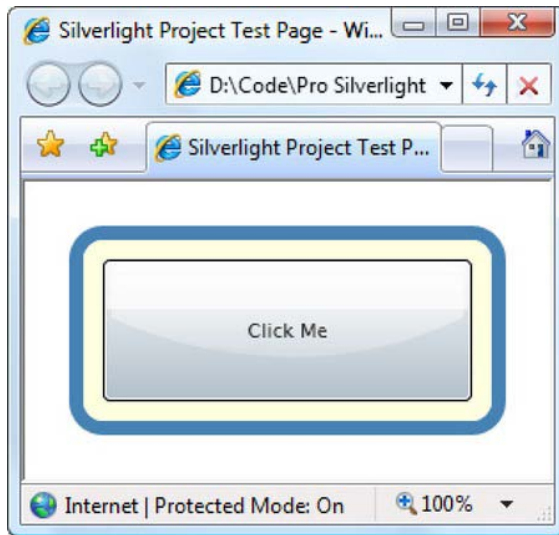 Silverlight Project Test Page - Wi...
D:\Code\Pro Silverlight
Silverlight Project Test P...
Click Me
Internet | Protected Mode: On
100%